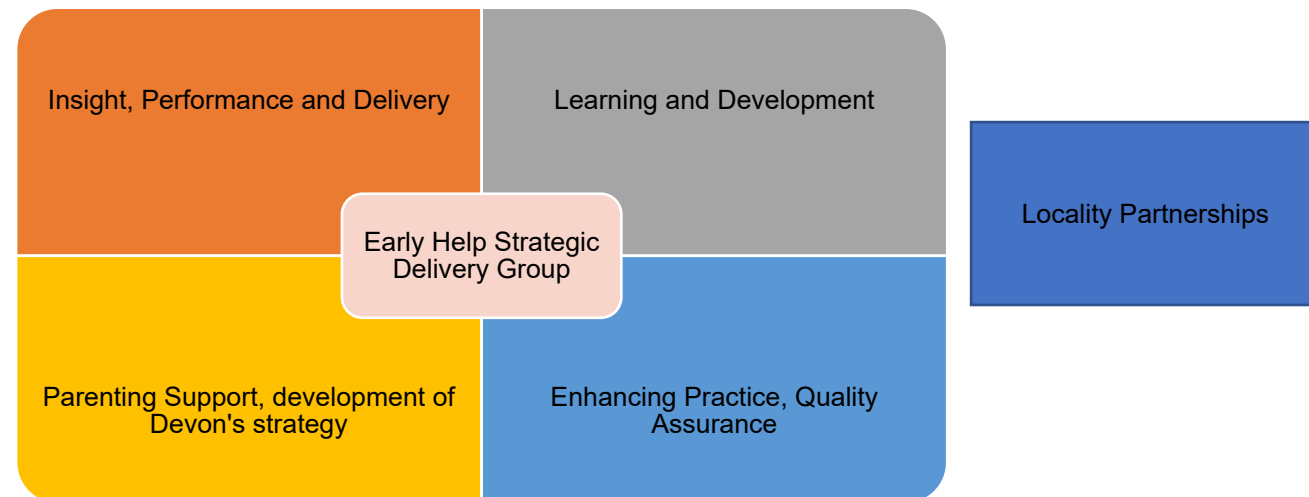 Insight, Performance and Delivery
Learning and Development
Locality Partnerships
Early Help Strategic
Delivery Group
Parenting Support, development of
Devon's strategy
Enhancing Practice, Quality
Assurance